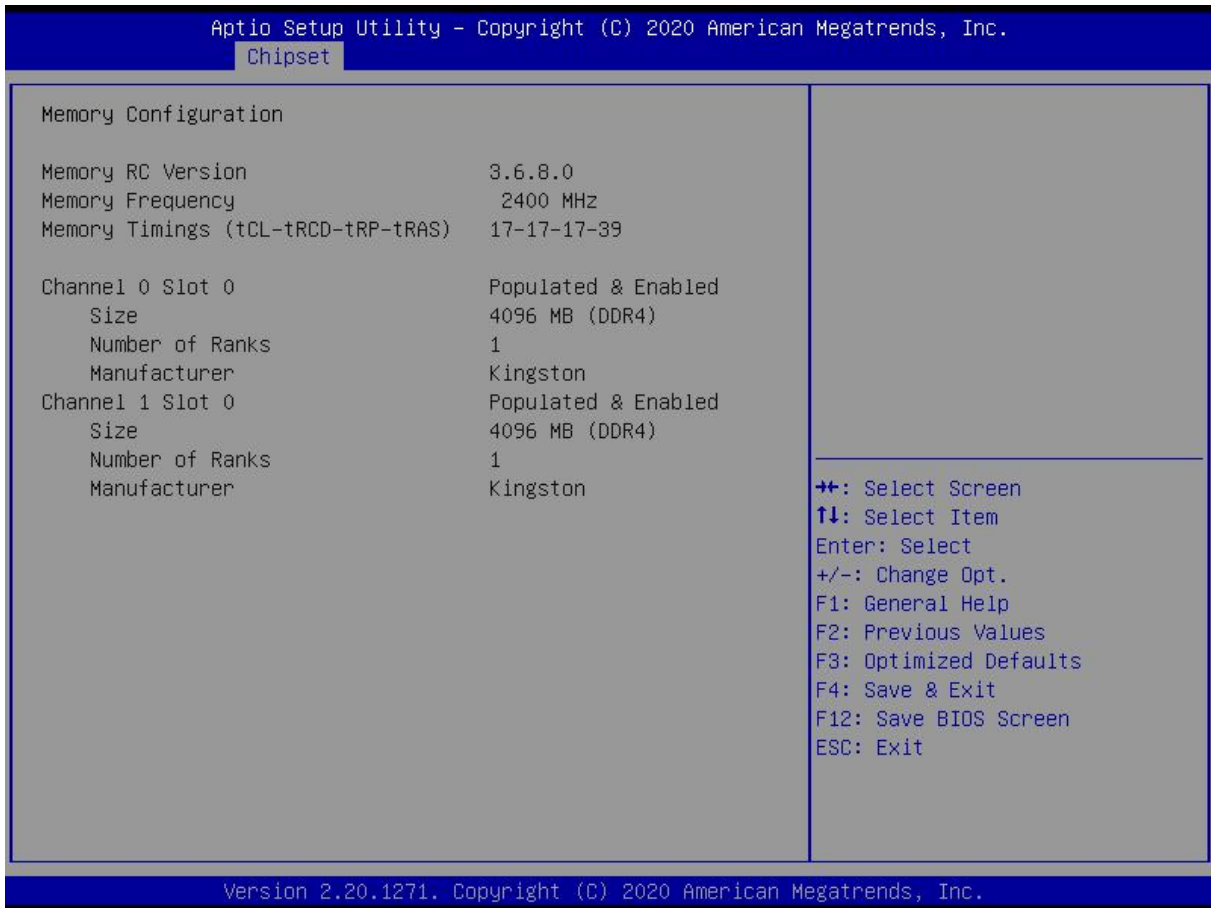 Aptio Setup Utility – Copyright (C) 2020 American Megatrends, Inc.
Chipset
Memory Configuration
Memory RC Version 3.6.8.0
Memory Frequency 2400 MHz
Memory Timings (tCL-tRCD-tRP-tRAS) 17-17-17-39
Channel 0 Slot 0 Populated & Enabled
Size 4096 MB (DDR4)
Number of Ranks 1
Manufacturer Kingston
Channel 1 Slot 0 Populated & Enabled
Size 4096 MB (DDR4)
Number of Ranks 1
Manufacturer Kingston
→←: Select Screen
↑↓: Select Item
Enter: Select
+/-: Change Opt.
F1: General Help
F2: Previous Values
F3: Optimized Defaults
F4: Save & Exit
F12: Save BIOS Screen
ESC: Exit
Version 2.20.1271. Copyright (C) 2020 American Megatrends, Inc.